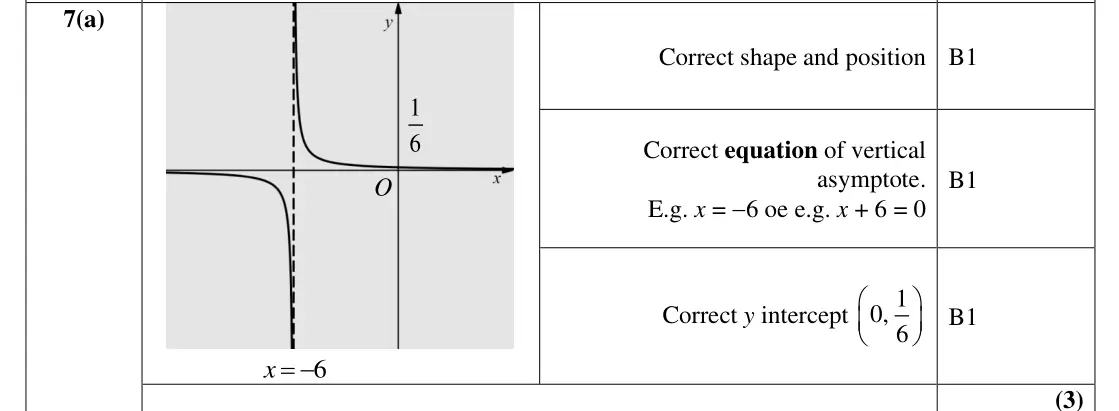 7(a)
y
1
6
O
x
x = −6
Correct shape and position
B1
Correct equation of vertical
asymptote.
E.g. x = −6 oe e.g. x + 6 = 0
B1
Correct y intercept (0, 1/6)
B1
(3)